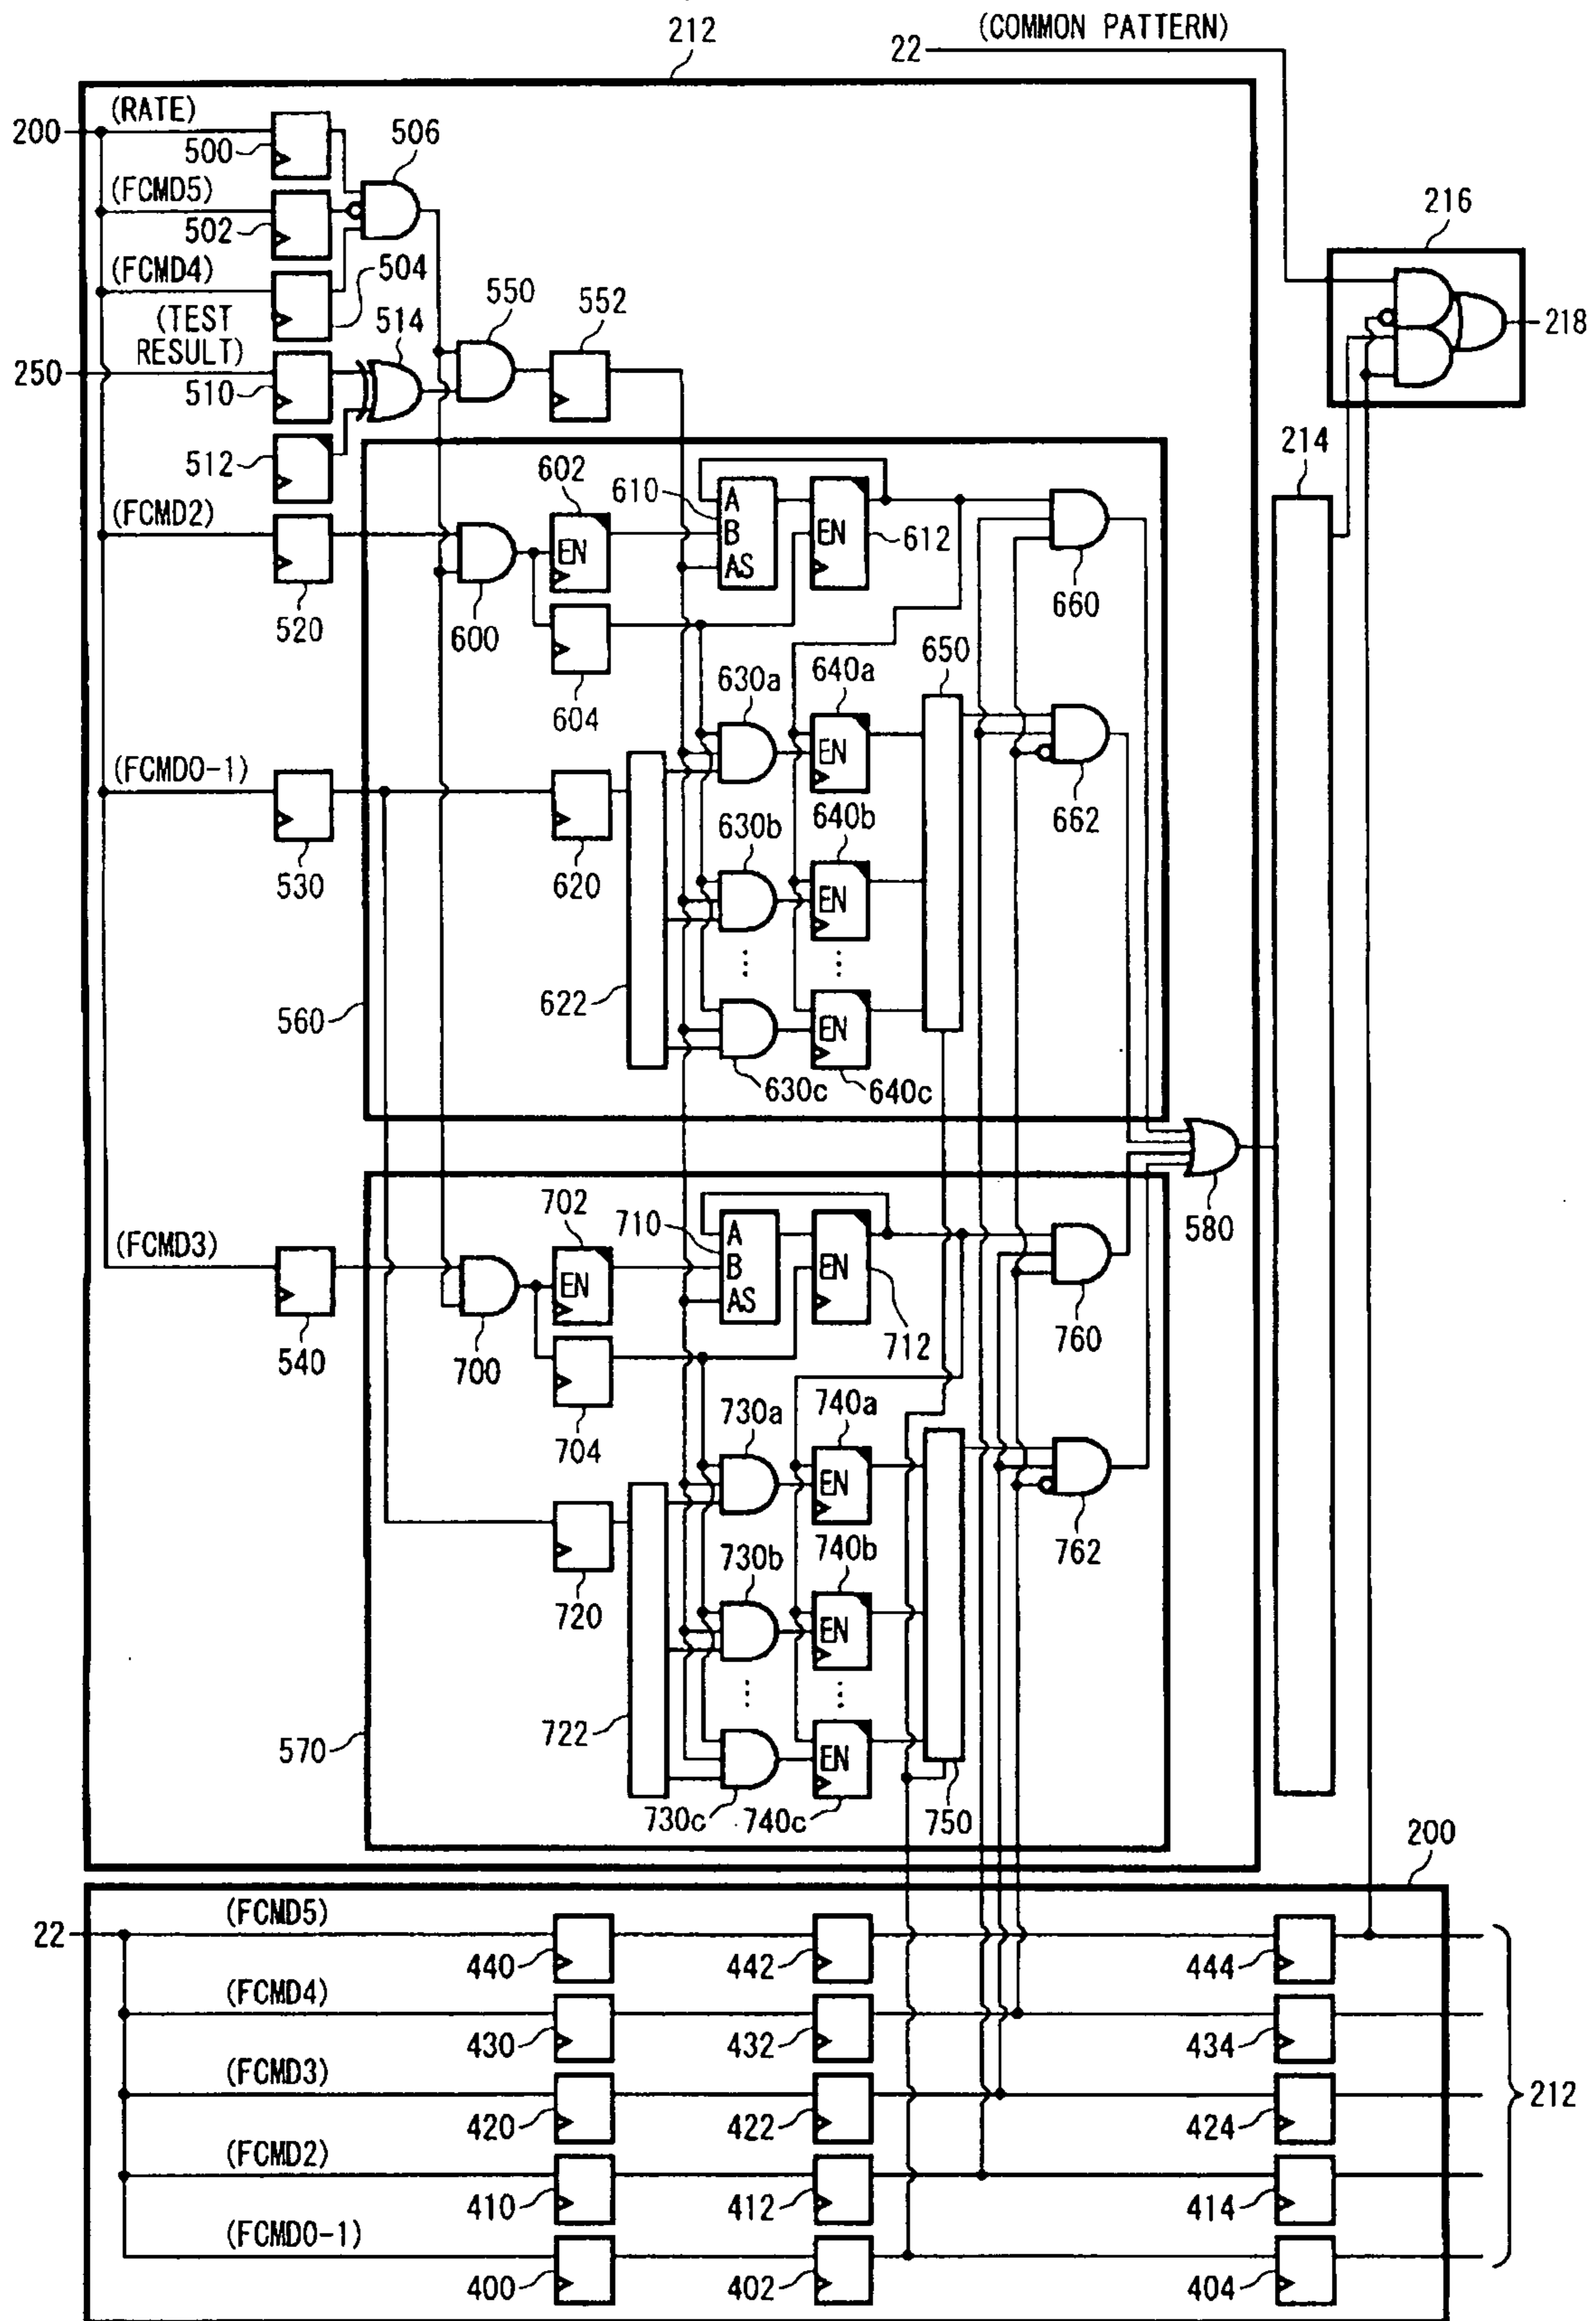 212
22
(COMMON PATTERN)
200
(RATE)
500
506
(FCMD5)
502
(FCMD4)
504
(TEST
RESULT)
514
550
552
216
218
250
510
512
214
(FCMD2)
520
602
EN
610
A
B
AS
EN
612
600
604
660
630a
640a
EN
650
(FCMD0-1)
530
620
662
630b
640b
EN
622
560
EN
630c
640c
580
702
EN
710
A
B
AS
EN
712
(FCMD3)
540
700
704
760
730a
740a
EN
720
762
730b
740b
EN
722
570
EN
730c
740c
750
200
22
(FCMD5)
440
442
444
(FCMD4)
430
432
434
(FCMD3)
420
422
424
212
(FCMD2)
410
412
414
(FCMD0-1)
400
402
404